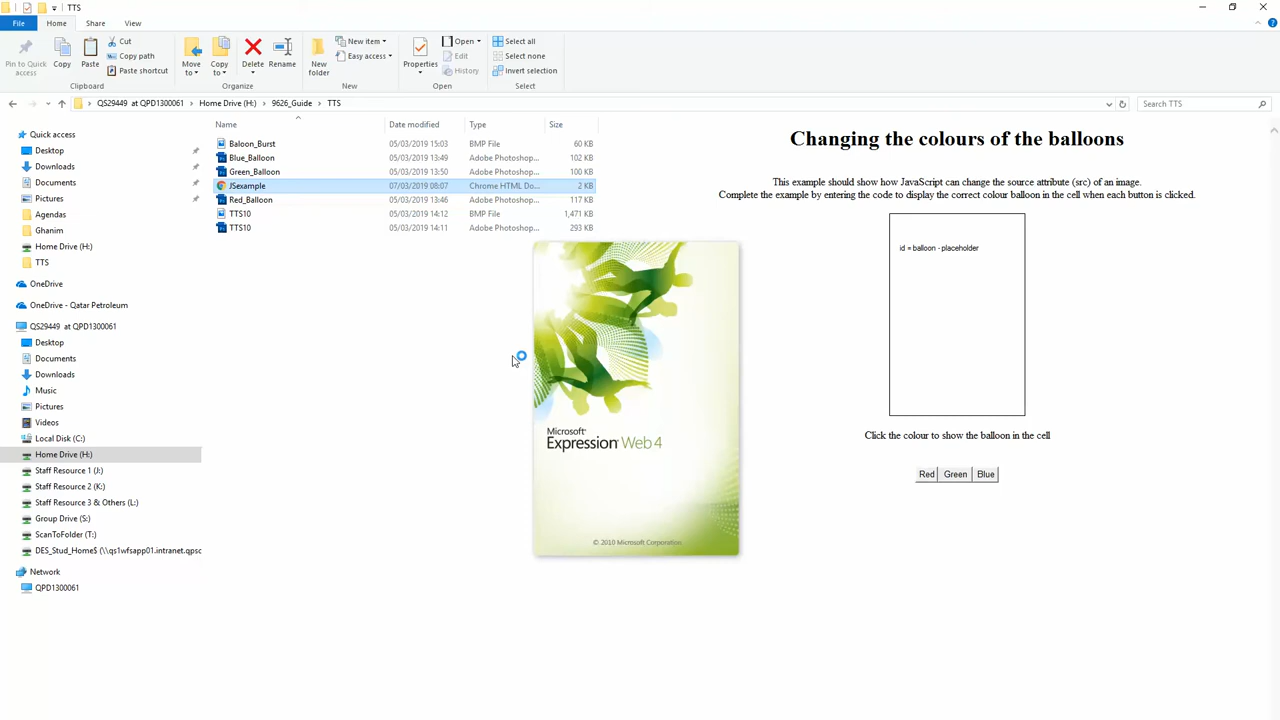 TTS
File Home Share View
Pin to Quick access
Copy
Paste
Cut
Copy path
Paste shortcut
Clipboard
Move to
Copy to
Delete
Rename
Organize
New folder
New item
Easy access
New
Properties
Open
Edit
History
Open
Select all
Select none
Invert selection
Select
QS29449 at QPD1300061 > Home Drive (H:) > 9626_Guide > TTS
Search TTS
Quick access
Desktop
Downloads
Documents
Pictures
Agendas
Ghanim
Home Drive (H:)
TTS
OneDrive
OneDrive - Qatar Petroleum
QS29449 at QPD1300061
Desktop
Documents
Downloads
Music
Pictures
Videos
Local Disk (C:)
Home Drive (H:)
Staff Resource 1 (J:)
Staff Resource 2 (K:)
Staff Resource 3 & Others (L:)
Group Drive (S:)
ScanToFolder (T:)
DES_Stud_Home$ (\\qs1wfsapp01.intranet.qpsc
Network
QPD1300061
Name Date modified Type Size
Baloon_Burst 05/03/2019 15:03 BMP File 60 KB
Blue_Balloon 05/03/2019 13:49 Adobe Photoshop... 102 KB
Green_Balloon 05/03/2019 13:50 Adobe Photoshop... 100 KB
JSexample 07/03/2019 08:07 Chrome HTML Do... 2 KB
Red_Balloon 05/03/2019 13:46 Adobe Photoshop... 117 KB
TTS10 05/03/2019 14:12 BMP File 1,471 KB
TTS10 05/03/2019 14:11 Adobe Photoshop... 293 KB
Microsoft®
Expression® Web 4
© 2010 Microsoft Corporation.
Changing the colours of the balloons
This example should show how JavaScript can change the source attribute (src) of an image.
Complete the example by entering the code to display the correct colour balloon in the cell when each button is clicked.
id = balloon - placeholder
Click the colour to show the balloon in the cell
Red Green Blue